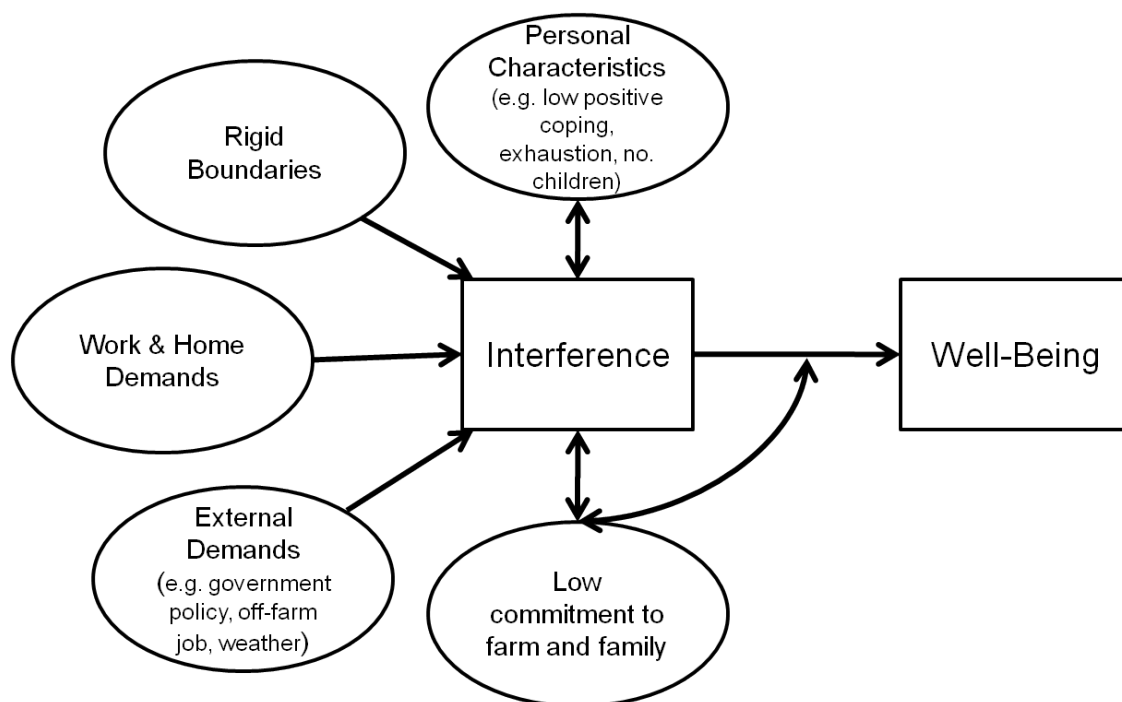 Personal
Characteristics
(e.g. low positive
coping,
exhaustion, no.
children)
Rigid
Boundaries
Work & Home
Demands
Interference
Well-Being
External
Demands
(e.g. government
policy, off-farm
job, weather)
Low
commitment to
farm and family